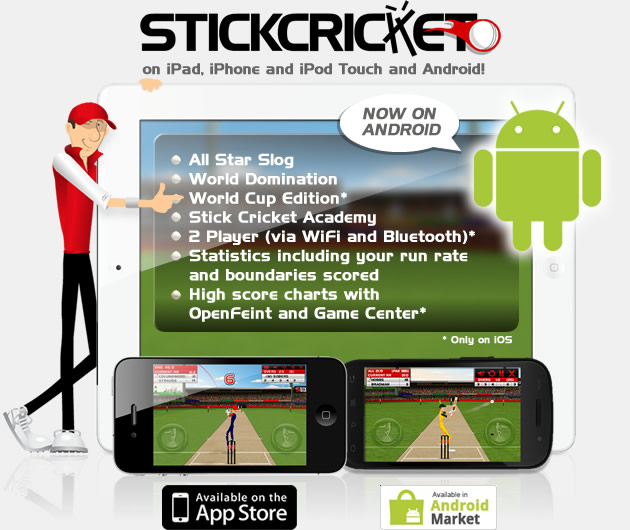 STICKCRICKET
on iPad, iPhone and iPod Touch and Android!
NOW ON
ANDROID
All Star Slog
World Domination
World Cup Edition*
Stick Cricket Academy
2 Player (via WiFi and Bluetooth)*
Statistics including your run rate
and boundaries scored
High score charts with
OpenFeint and Game Center*
* Only on iOS
6
Available on the
App Store
Available in
Android
Market